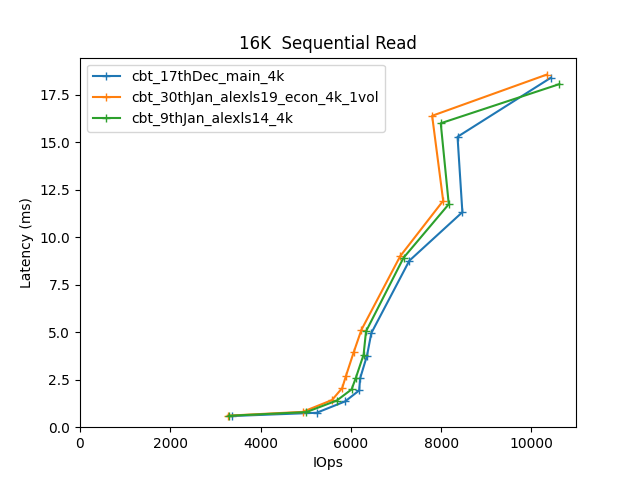 16K  Sequential Read
cbt_17thDec_main_4k
cbt_30thJan_alexls19_econ_4k_1vol
cbt_9thJan_alexls14_4k
Latency (ms)
17.5
15.0
12.5
10.0
7.5
5.0
2.5
0.0
0 2000 4000 6000 8000 10000
IOps